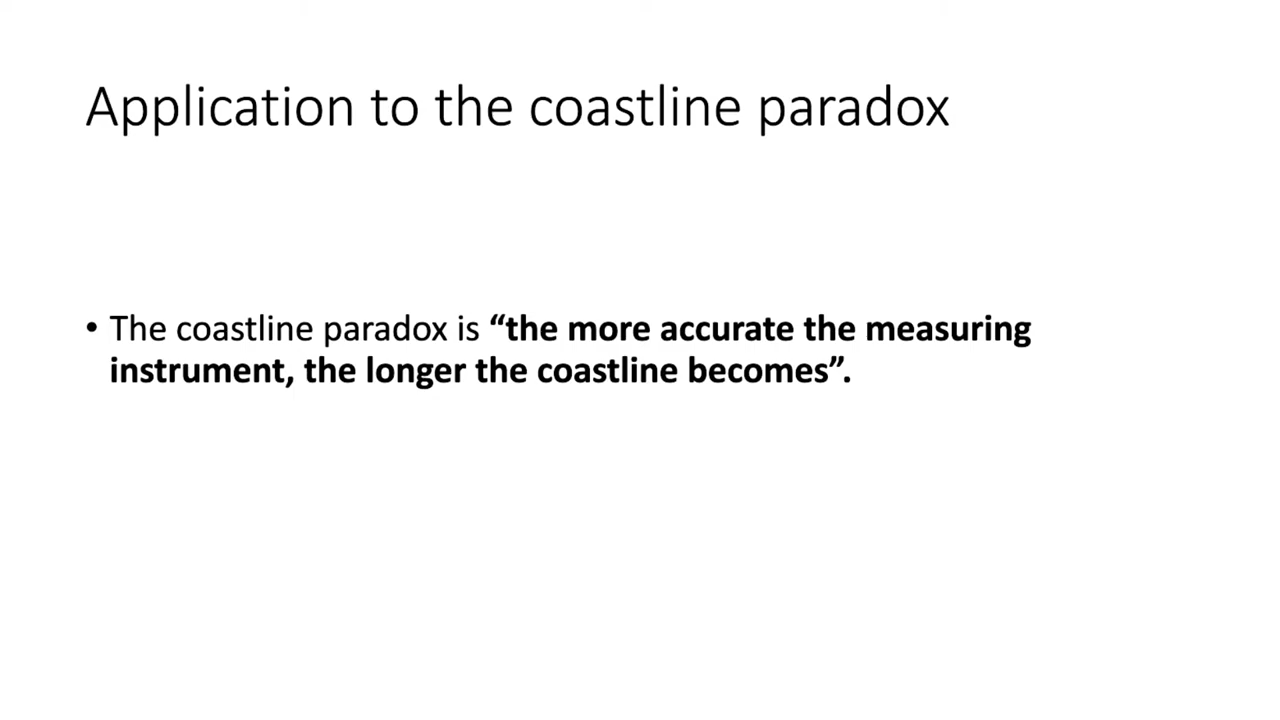 Application to the coastline paradox
• The coastline paradox is “the more accurate the measuring
instrument, the longer the coastline becomes”.